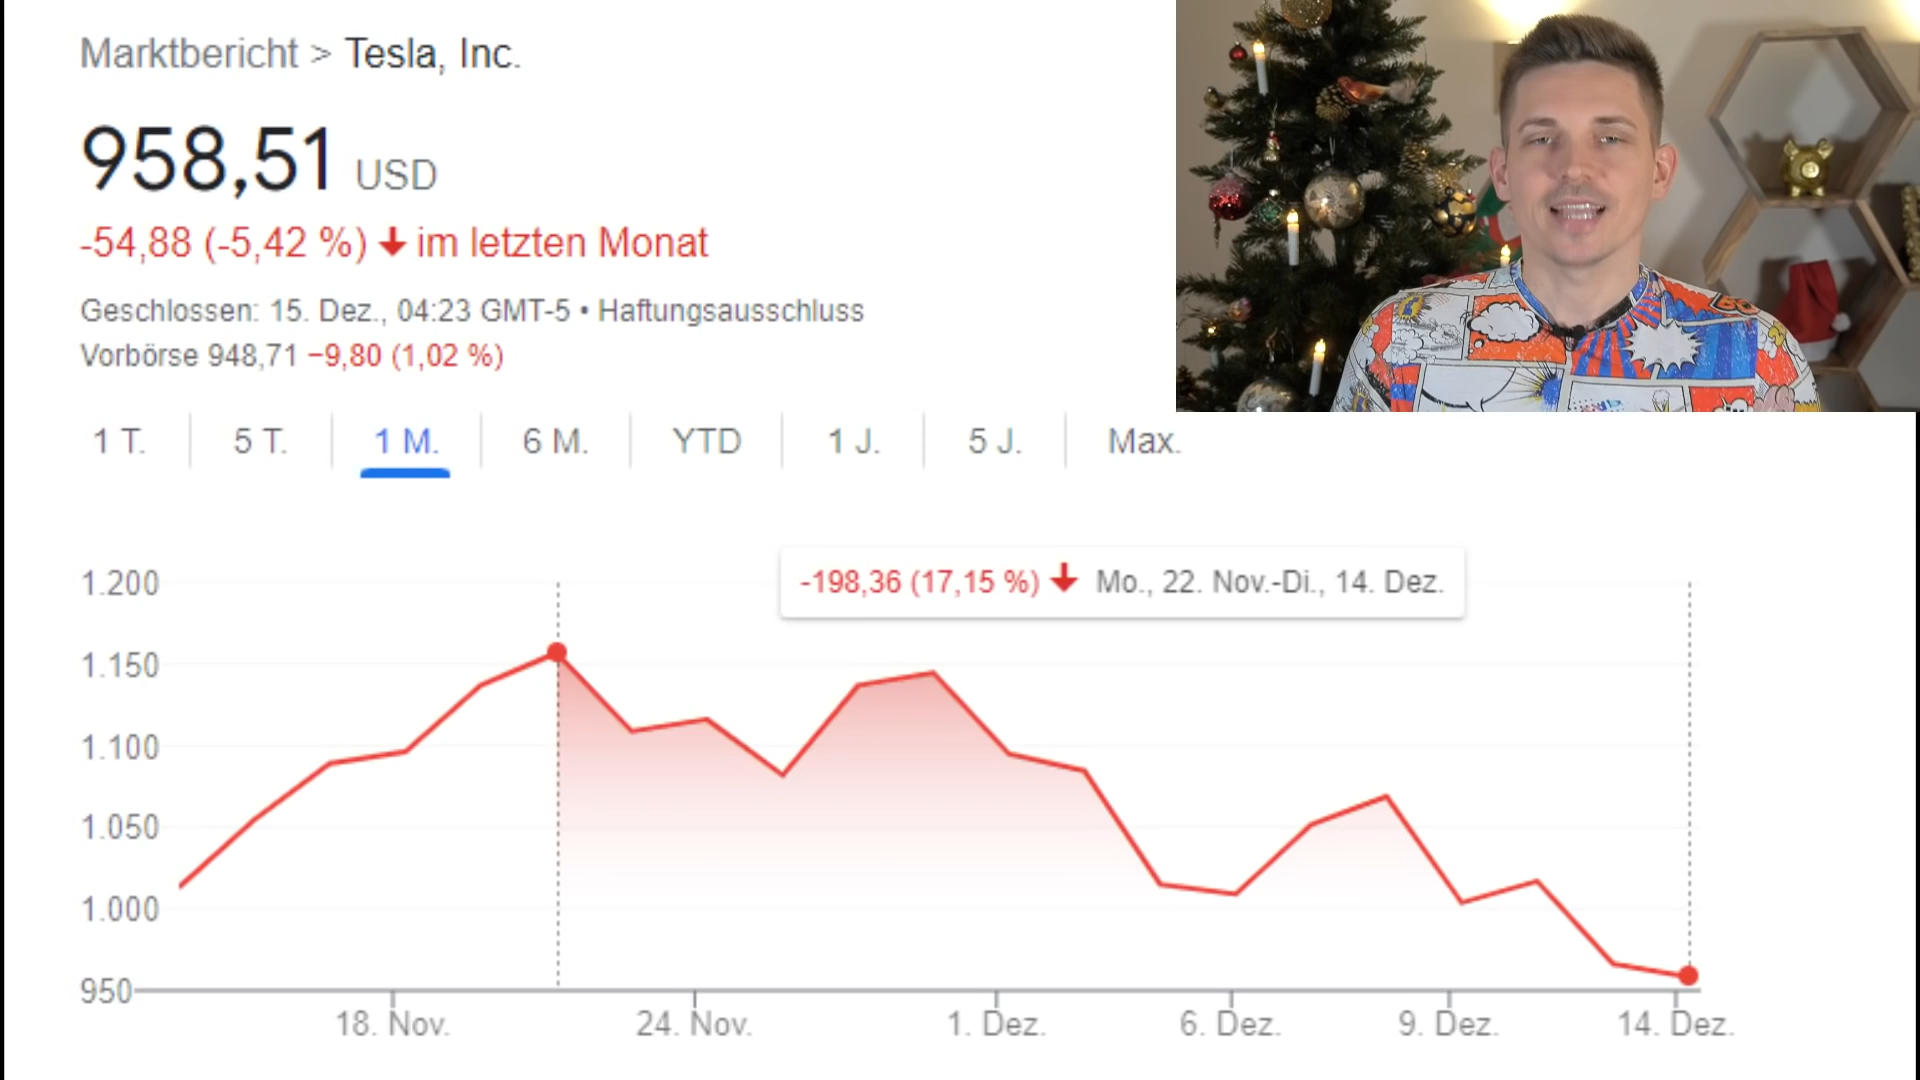 Marktbericht > Tesla, Inc.
958,51 USD
-54,88 (-5,42 %) ↓ im letzten Monat
Geschlossen: 15. Dez., 04:23 GMT-5 • Haftungsausschluss
Vorbörse 948,71 −9,80 (1,02 %)
1 T. 5 T. 1 M. 6 M. YTD 1 J. 5 J. Max.
-198,36 (17,15 %) ↓ Mo., 22. Nov.-Di., 14. Dez.
1.200
1.150
1.100
1.050
1.000
950
18. Nov. 24. Nov. 1. Dez. 6. Dez. 9. Dez. 14. Dez.